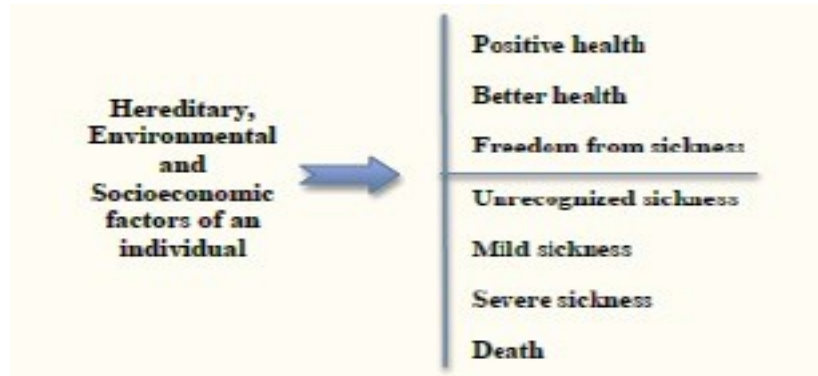 Hereditary,
Environmental
and
Socioeconomic
factors of an
individual
Positive health
Better health
Freedom from sickness
Unrecognized sickness
Mild sickness
Severe sickness
Death